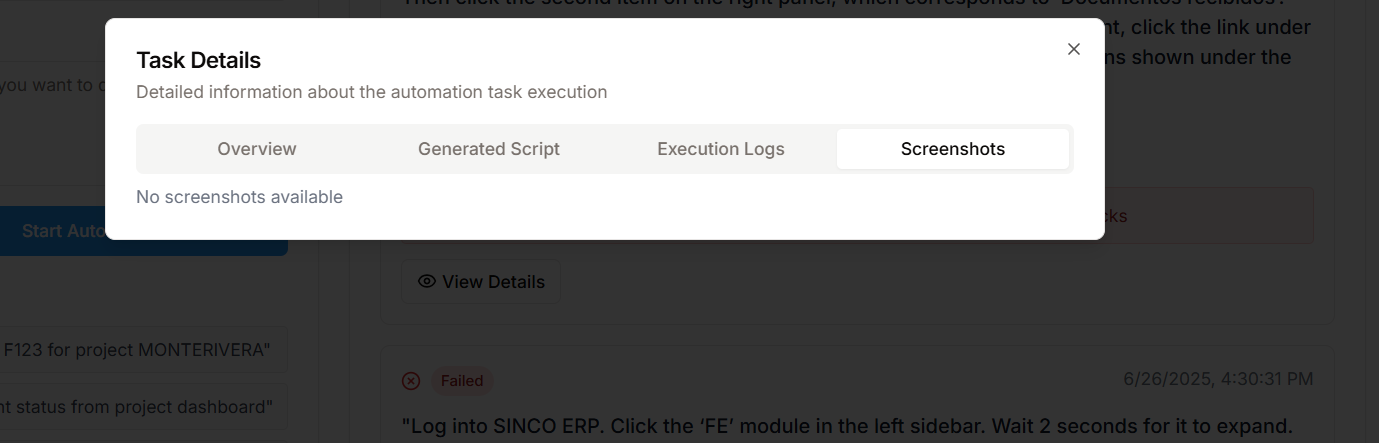 Then click the second item on the right panel, which corresponds to 'Documentos recibidos'.
Task Details
nt, click the link under
ns shown under the
you want to
Detailed information about the automation task execution
Overview
Generated Script
Execution Logs
Screenshots
No screenshots available
cks
Start Auto
View Details
F123 for project MONTERIVERA"
nt status from project dashboard"
Failed
6/26/2025, 4:30:31 PM
"Log into SINCO ERP. Click the ‘FE’ module in the left sidebar. Wait 2 seconds for it to expand.